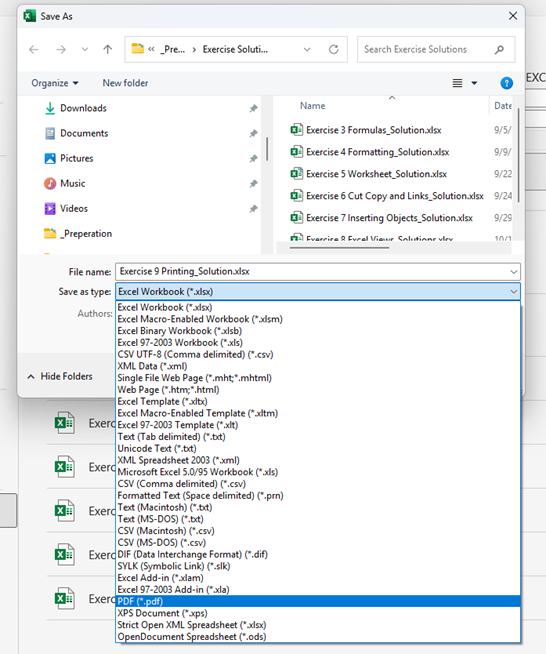 Save As
_Pre...
Exercise Soluti...
Search Exercise Solutions
Organize
New folder
EXC
Downloads
Documents
Pictures
Music
Videos
_Preperation
Name
Date
Exercise 3 Formulas_Solution.xlsx
9/5/
Exercise 4 Formatting_Solution.xlsx
9/9/
Exercise 5 Worksheet_Solution.xlsx
9/22
Exercise 6 Cut Copy and Links_Solution.xlsx
9/24
Exercise 7 Inserting Objects_Solution.xlsx
9/29
Exercise 8 Excel Views_Solutions.xlsx
10/1
File name:
Exercise 9 Printing_Solution.xlsx
Save as type:
Excel Workbook (*.xlsx)
Authors:
Hide Folders
Excel Workbook (*.xlsx)
Excel Macro-Enabled Workbook (*.xlsm)
Excel Binary Workbook (*.xlsb)
Excel 97-2003 Workbook (*.xls)
CSV UTF-8 (Comma delimited) (*.csv)
XML Data (*.xml)
Single File Web Page (*.mht;*.mhtml)
Web Page (*.htm;*.html)
Excel Template (*.xltx)
Excel Macro-Enabled Template (*.xltm)
Excel 97-2003 Template (*.xlt)
Text (Tab delimited) (*.txt)
Unicode Text (*.txt)
XML Spreadsheet 2003 (*.xml)
Microsoft Excel 5.0/95 Workbook (*.xls)
CSV (Comma delimited) (*.csv)
Formatted Text (Space delimited) (*.prn)
Text (Macintosh) (*.txt)
Text (MS-DOS) (*.txt)
CSV (Macintosh) (*.csv)
CSV (MS-DOS) (*.csv)
DIF (Data Interchange Format) (*.dif)
SYLK (Symbolic Link) (*.slk)
Excel Add-in (*.xlam)
Excel 97-2003 Add-in (*.xla)
PDF (*.pdf)
XPS Document (*.xps)
Strict Open XML Spreadsheet (*.xlsx)
OpenDocument Spreadsheet (*.ods)
Exerc
Exerc
Exerc
Exerc
Exerc